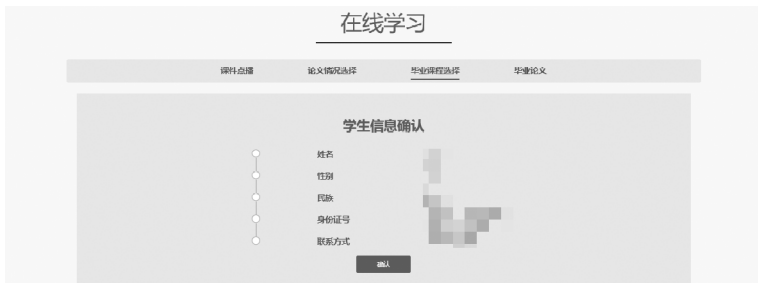 在线学习
课件点播 论文情况选择 毕业课程选择 毕业论文
学生信息确认
姓名
性别
民族
身份证号
联系方式
确认